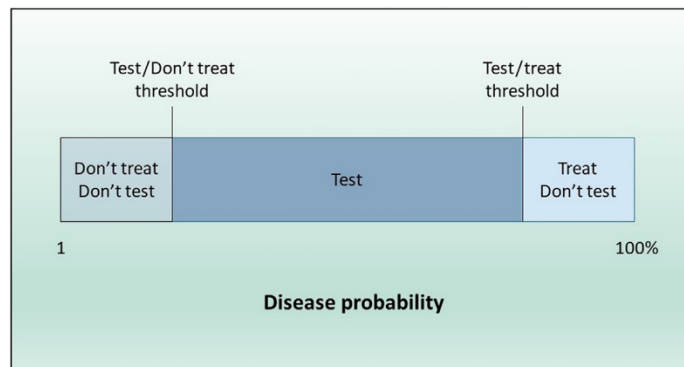 Test/Don't treat
threshold
Test/treat
threshold
Don't treat
Don't test
Test
Treat
Don't test
1
100%
Disease probability